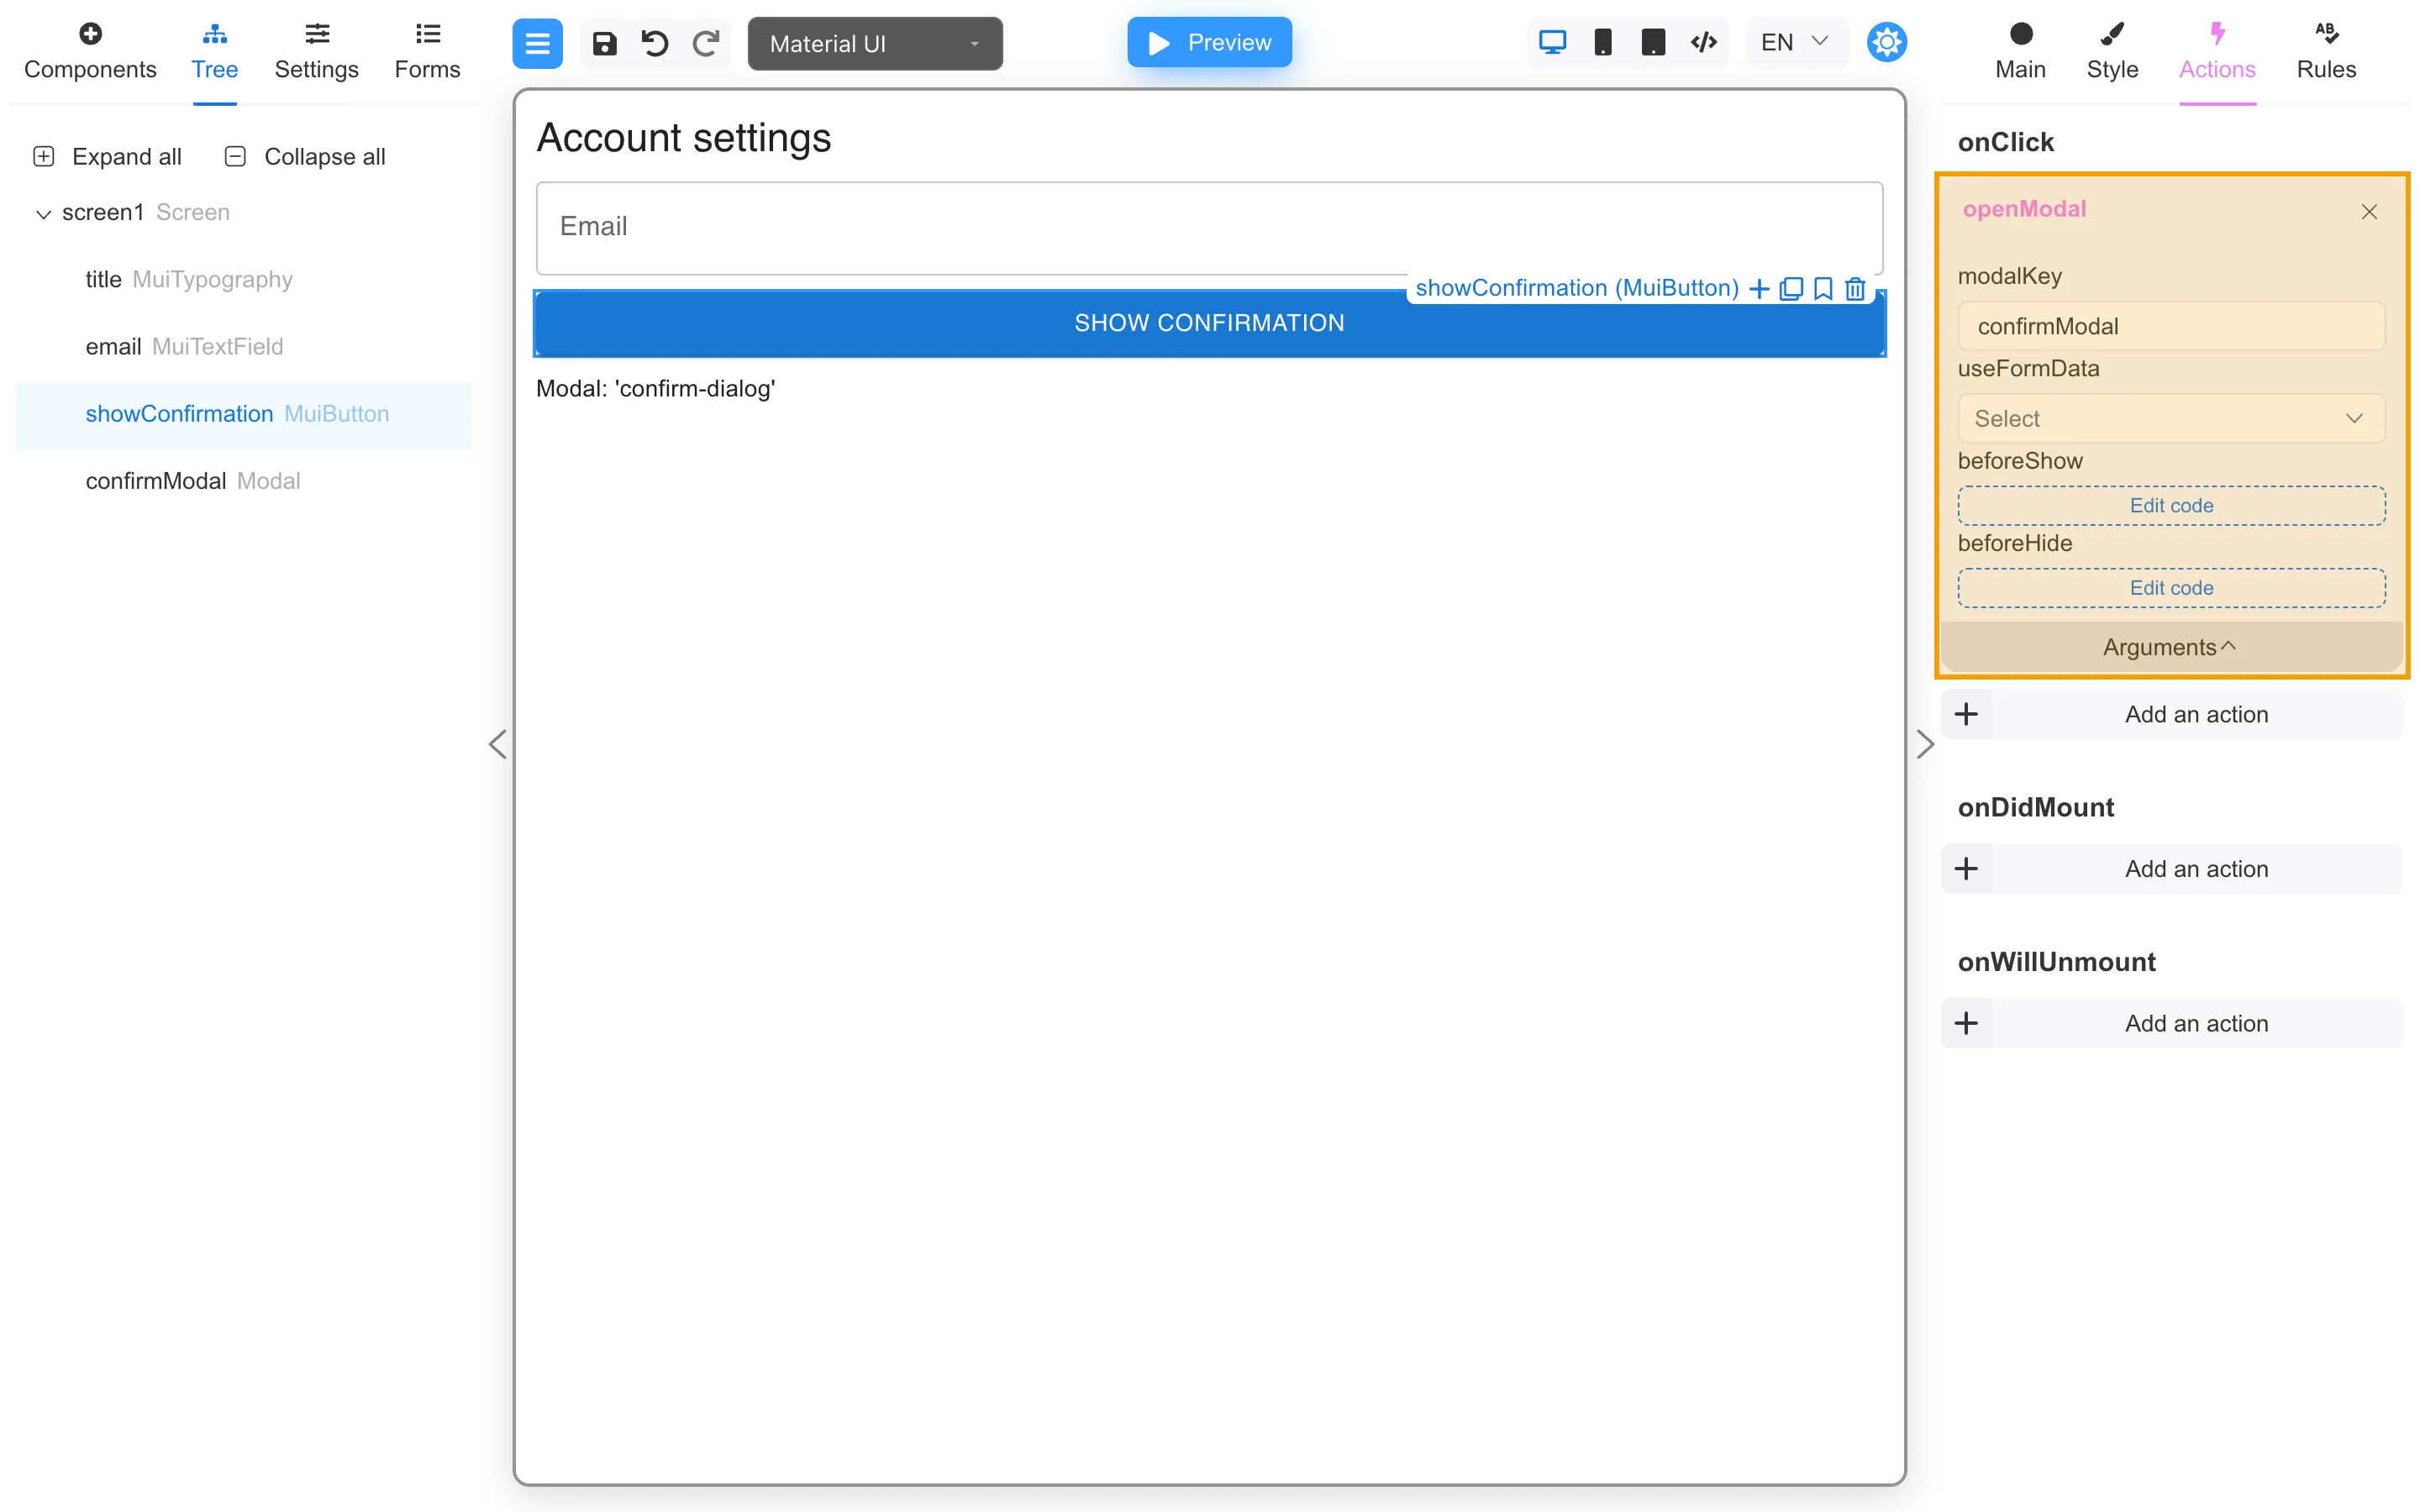 Components Tree Settings Forms
Material UI
Preview
EN
Main Style Actions Rules
Expand all Collapse all
screen1 Screen
title MuiTypography
email MuiTextField
showConfirmation MuiButton
confirmModal Modal
Account settings
Email
showConfirmation (MuiButton)
SHOW CONFIRMATION
Modal: 'confirm-dialog'
onClick
openModal
modalKey
confirmModal
useFormData
Select
beforeShow
Edit code
beforeHide
Edit code
Arguments
Add an action
onDidMount
Add an action
onWillUnmount
Add an action